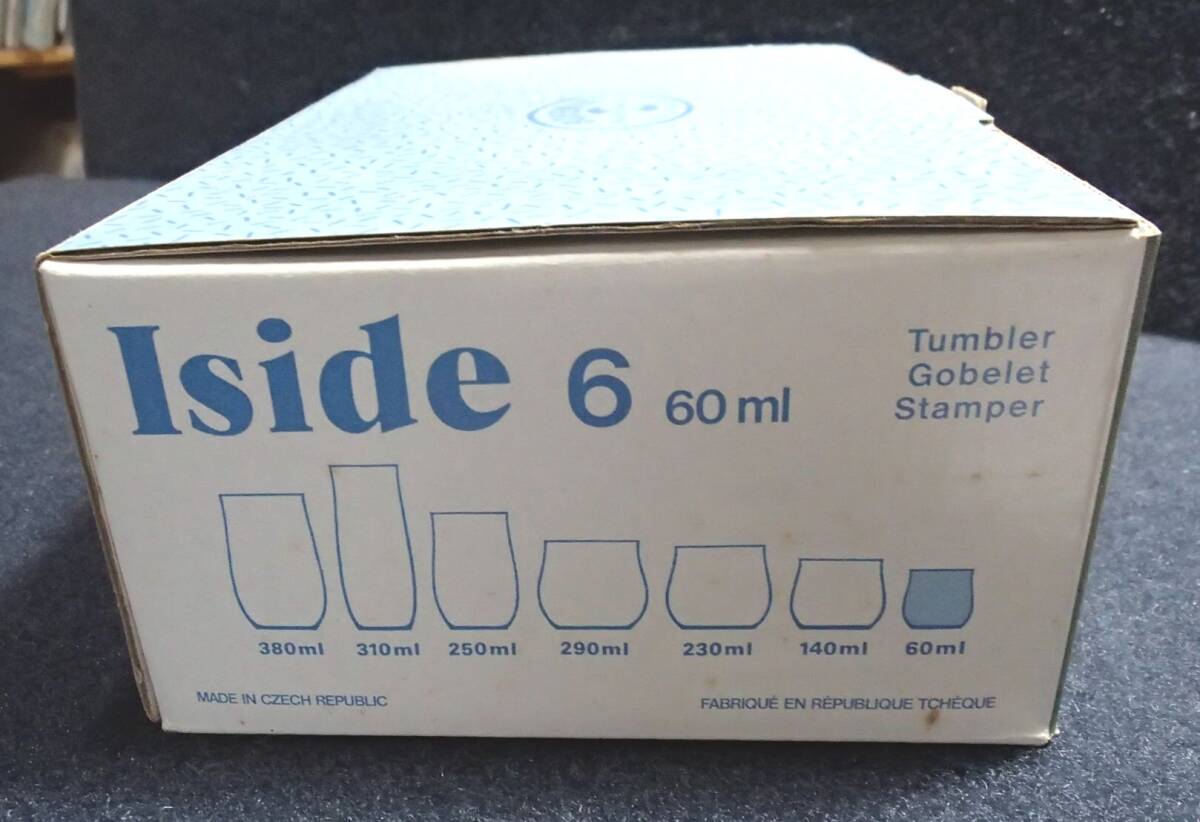 Iside 6 60 ml
Tumbler
Gobelet
Stamper
380ml 310ml 250ml 290ml 230ml 140ml 60ml
MADE IN CZECH REPUBLIC
FABRIQUÉ EN RÉPUBLIQUE TCHÈQUE